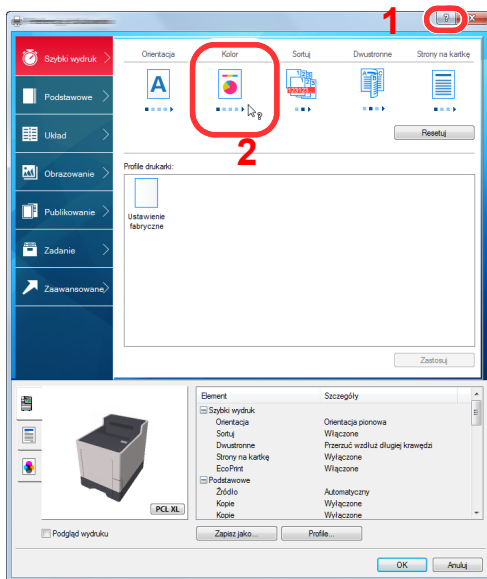 1
?
Szybki wydruk
Podstawowe
Układ
Obrazowanie
Publikowanie
Zadanie
Zaawansowane
Orientacja Kolor Sortuj Dwustronne Strony na kartkę
A
123
123123
A B C
?
2
Resetuj
Profile drukarki:
Ustawienie
fabryczne
Zastosuj
PCL XL
Podgląd wydruku
Element Szczegóły
Szybki wydruk
Orientacja Orientacja pionowa
Sortuj Włączone
Dwustronne Przerzuć wzdłuż długiej krawędzi
Strony na kartkę Wyłączone
EcoPrint Włączone
Podstawowe
Źródło Automatyczny
Kopie Wyłączone
Kopie Wyłączone
Zapisz jako... Profile...
OK Anuluj